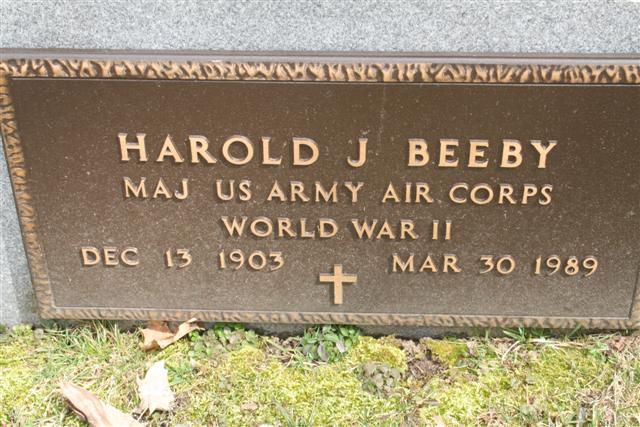 HAROLD J BEEBY
MAJ US ARMY AIR CORPS
WORLD WAR II
DEC 13 1903 MAR 30 1989